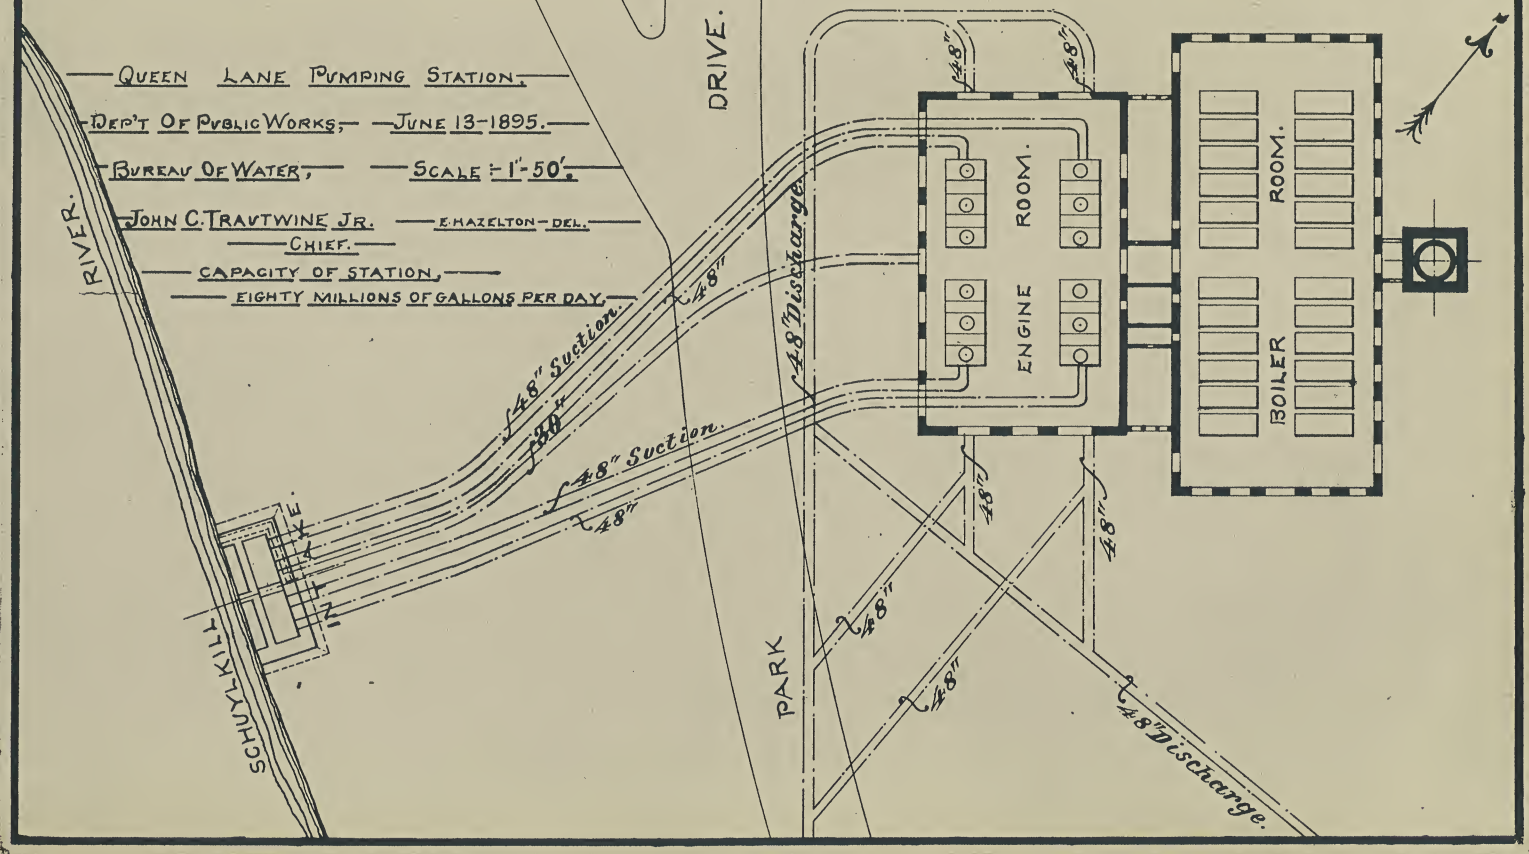 QUEEN LANE PUMPING STATION.
DEP'T OF PUBLIC WORKS, JUNE 13-1895.
BUREAU OF WATER, SCALE :- 1"-50'.
JOHN C. TRAUTWINE JR. E. HAZELTON-DEL.
CHIEF.
CAPACITY OF STATION,
EIGHTY MILLIONS OF GALLONS PER DAY.
SCHUYLKILL RIVER.
INTAKE.
PARK DRIVE.
48" Suction.
48"
30"
48" Suction.
48"
48" Discharge.
48"
48"
ENGINE ROOM.
BOILER ROOM.
48"
48"
48"
48"
48" Discharge.